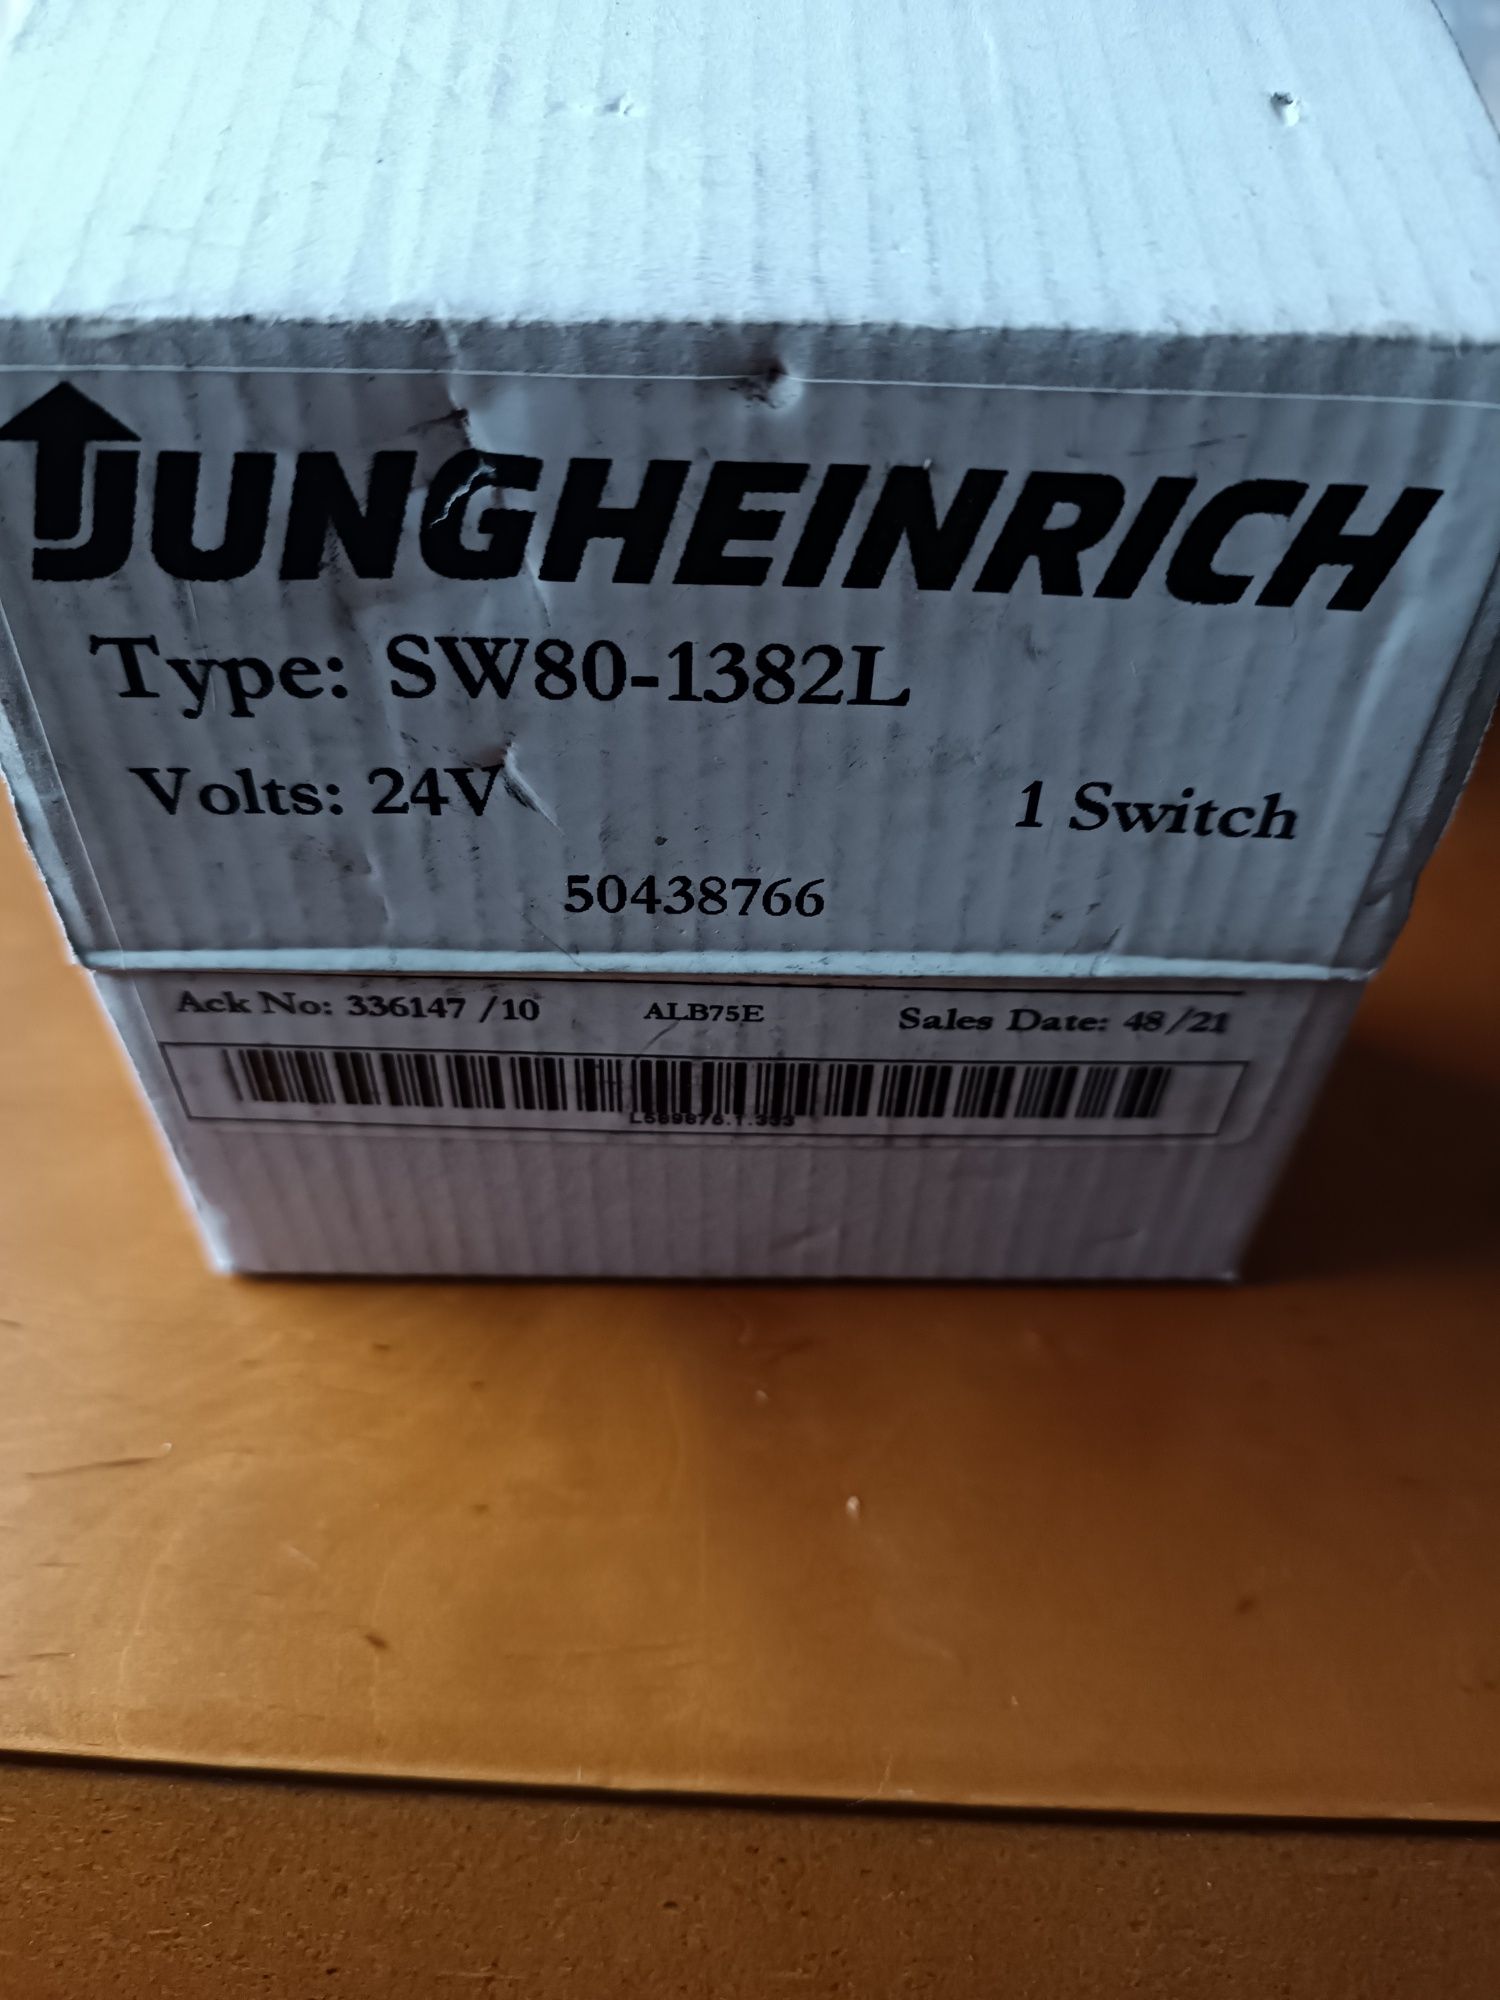 JUNGHEINRICH
Type: SW80-1382L
Volts: 24V 1 Switch
50438766
Ack No: 336147 /10 ALB75E Sales Date: 48/21